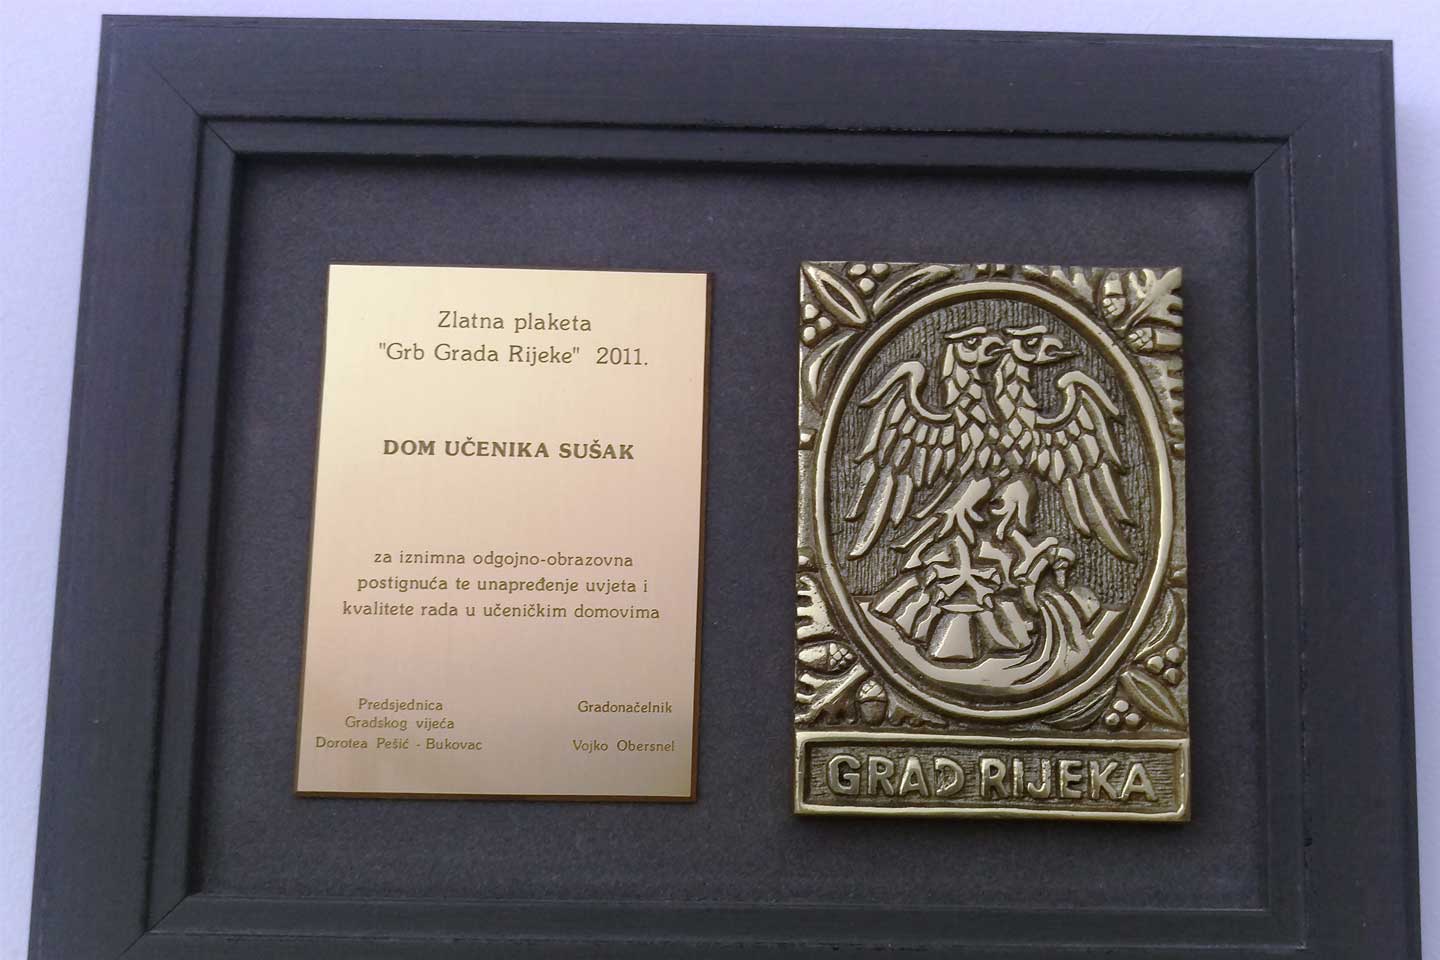 Zlatna plaketa
"Grb Grada Rijeke" 2011.
DOM UČENIKA SUŠAK
za iznimna odgojno-obrazovna
postignuća te unapređenje uvjeta i
kvalitete rada u učeničkim domovima
Predsjednica
Gradskog vijeća
Dorotea Pešić - Bukovac
Gradonačelnik
Vojko Obersnel
GRAD RIJEKA